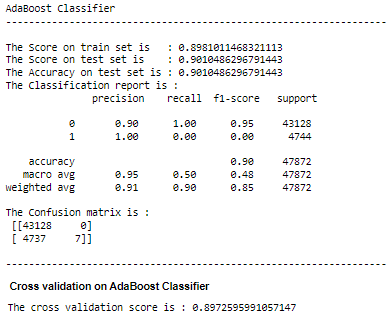 AdaBoost Classifier
--------------------------------------------------------------
The Score on train set is   : 0.8981011468321113
The Score on test set is    : 0.9010486296791443
The Accuracy on test set is : 0.9010486296791443
The Classification report is :
              precision    recall  f1-score   support

           0       0.90      1.00      0.95     43128
           1       1.00      0.00      0.00      4744

    accuracy                           0.90     47872
   macro avg       0.95      0.50      0.48     47872
weighted avg       0.91      0.90      0.85     47872

The Confusion matrix is :
 [[43128     0]
 [ 4737     7]]
--------------------------------------------------------------
Cross validation on AdaBoost Classifier
The cross validation score is : 0.8972595991057147